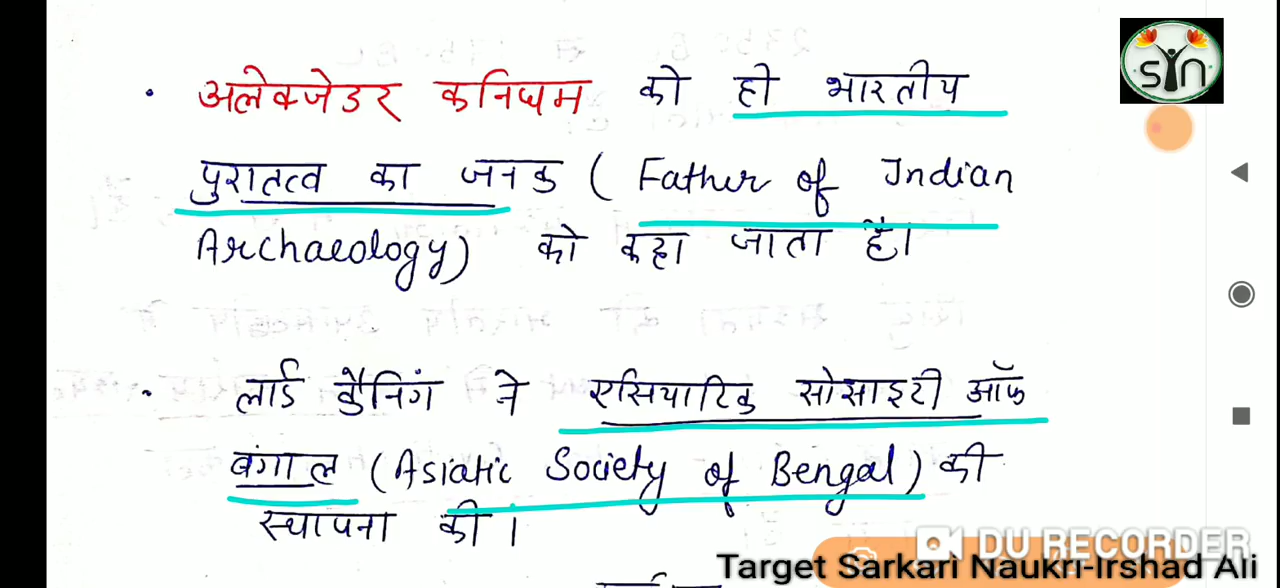 • अलेक्जेडर कनिघम को ही भारतीय
पुरातत्व का जनक (Father of Indian
Archaeology) को कहा जाता है।
• लार्ड कैनिंग ने एसियाटिक सोसाइटी ऑफ
बंगाल (Asiatic Society of Bengal) की
स्थापना की।
SYN
DU RECORDER
Target Sarkari Naukri-Irshad Ali